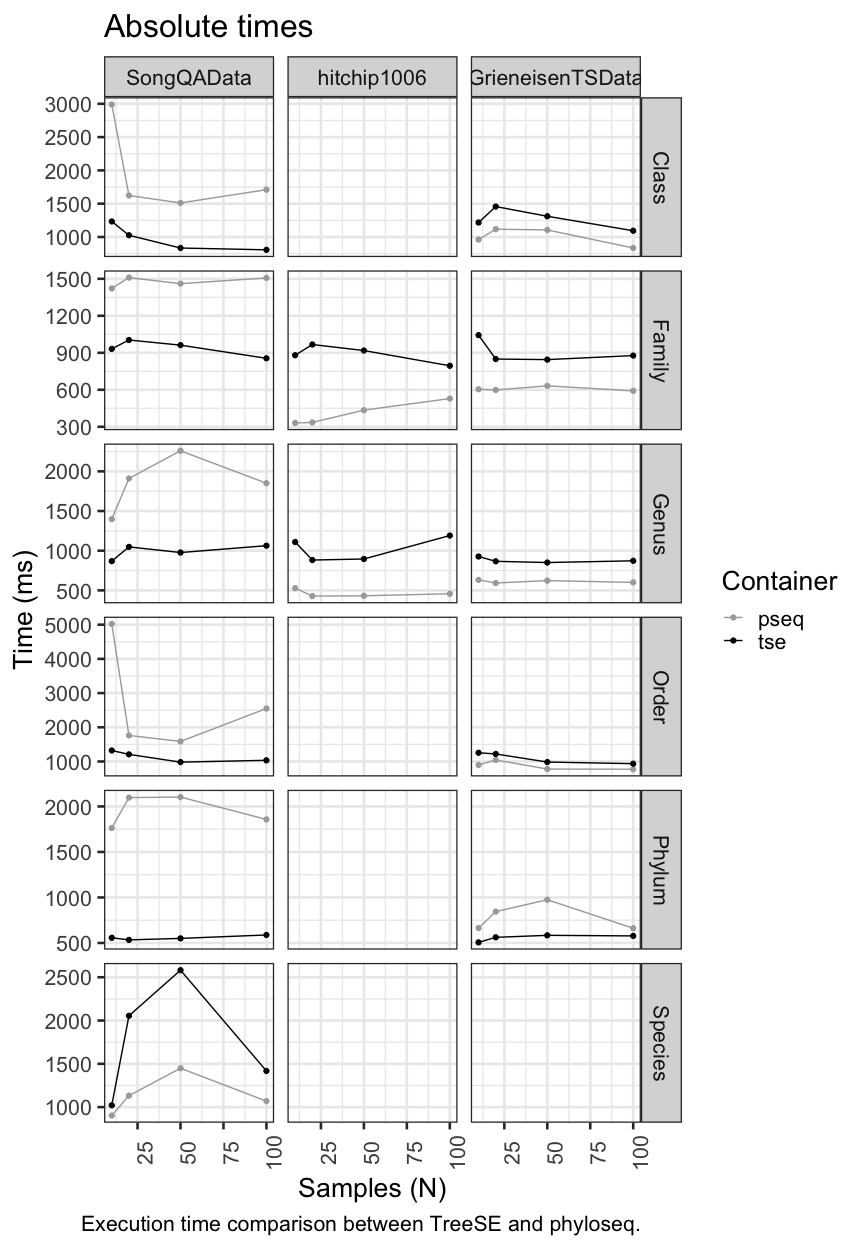 Absolute times
SongQAData
hitchip1006
GrieneisenTSData
3000
2500
2000
1500
1000
Class
1500
1200
900
600
300
Family
2000
1500
1000
500
Genus
5000
4000
3000
2000
1000
Order
2000
1500
1000
500
Phylum
2500
2000
1500
1000
Species
Time (ms)
25 50 75 100
25 50 75 100
25 50 75 100
Samples (N)
Container
pseq
tse
Execution time comparison between TreeSE and phyloseq.